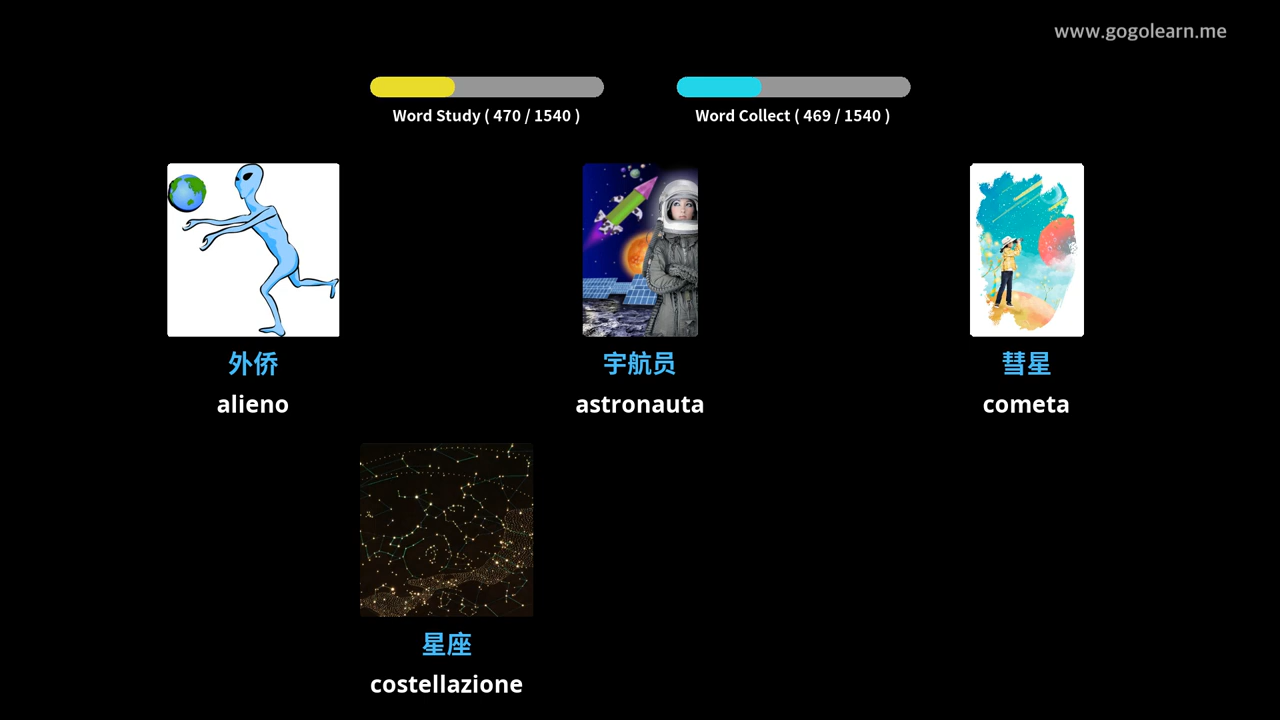 www.gogolearn.me
Word Study ( 470 / 1540 )
Word Collect ( 469 / 1540 )
外侨
alieno
宇航员
astronauta
彗星
cometa
星座
costellazione